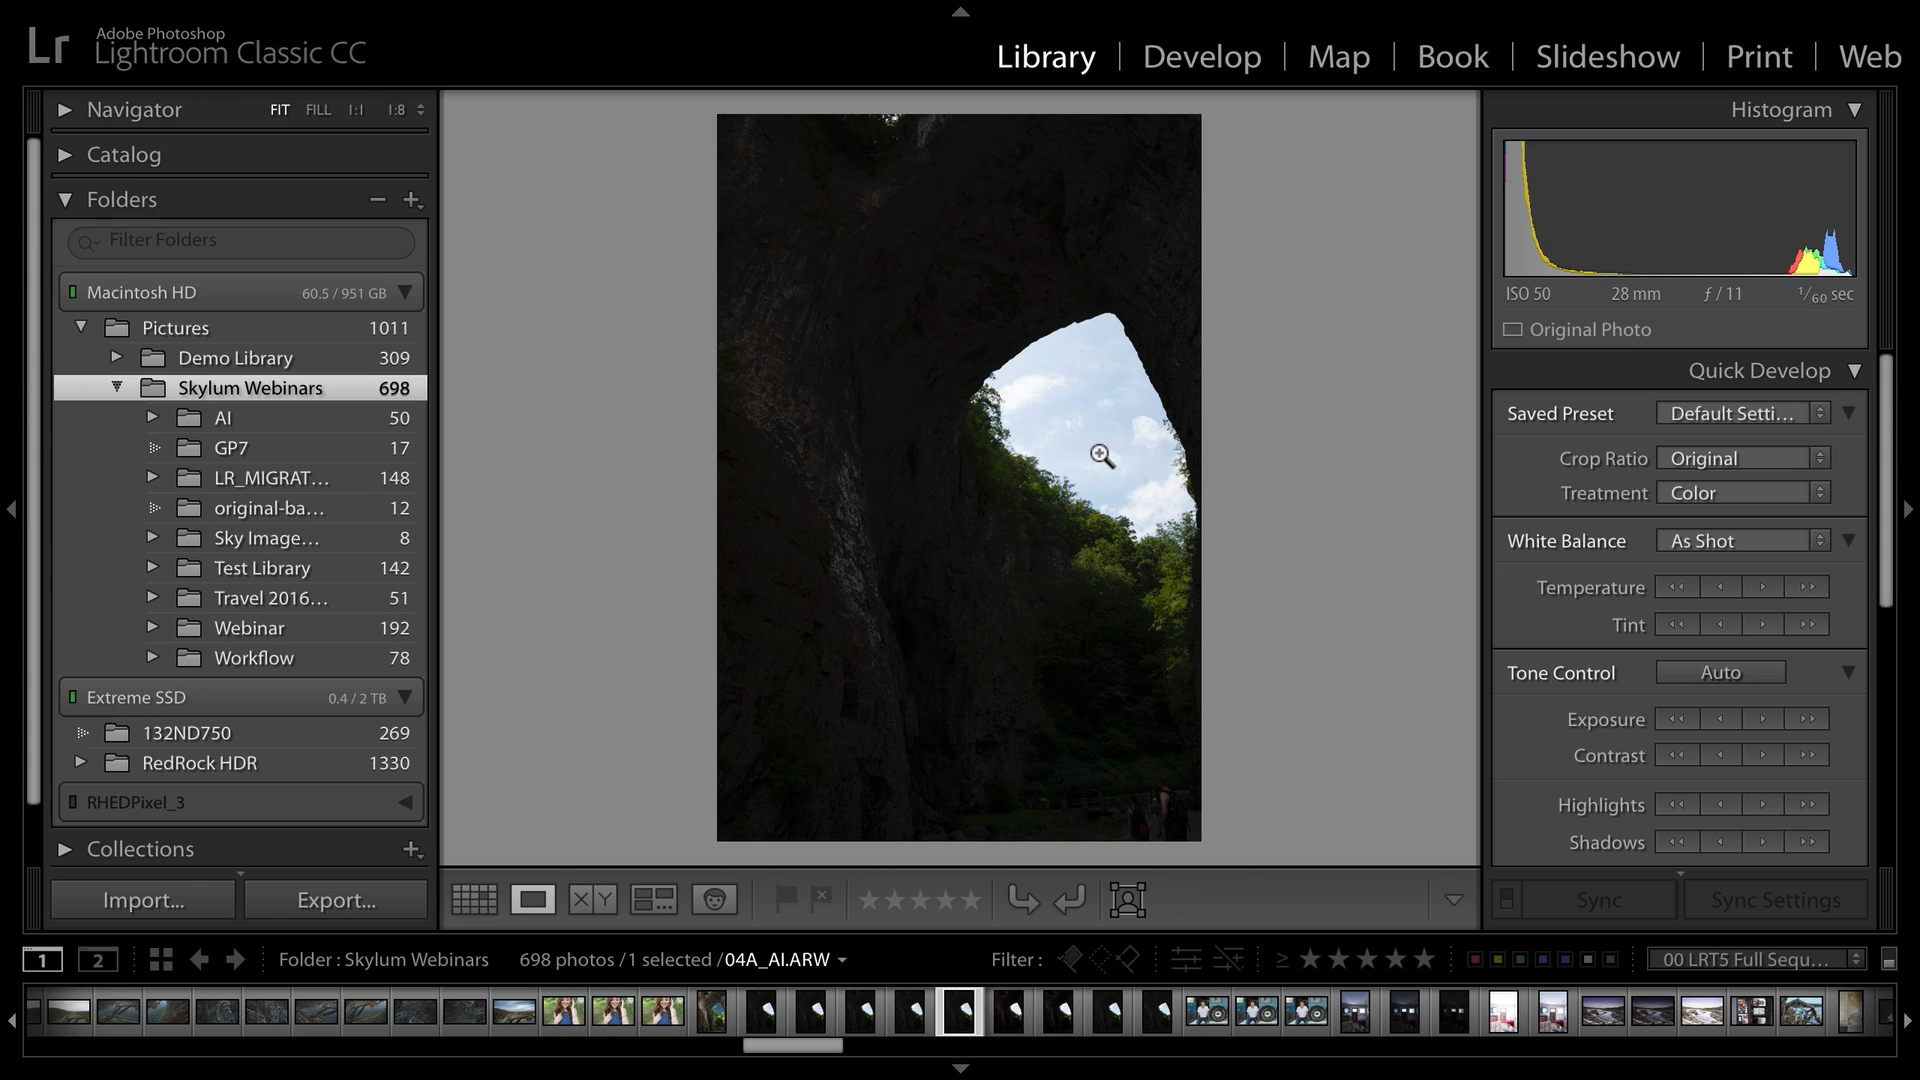 Lr Adobe Photoshop
Lightroom Classic CC
Library | Develop | Map | Book | Slideshow | Print | Web
Navigator FIT FILL 1:1 1:8
Catalog
Folders
Filter Folders
Macintosh HD 60.5 / 951 GB
Pictures 1011
Demo Library 309
Skylum Webinars 698
AI 50
GP7 17
LR_MIGRAT... 148
original-ba... 12
Sky Image... 8
Test Library 142
Travel 2016... 51
Webinar 192
Workflow 78
Extreme SSD 0.4 / 2 TB
132ND750 269
RedRock HDR 1330
RHEDPixel_3
Collections
Import... Export...
Histogram
ISO 50 28 mm ƒ / 11 1/60 sec
Original Photo
Quick Develop
Saved Preset Default Setti...
Crop Ratio Original
Treatment Color
White Balance As Shot
Temperature
Tint
Tone Control Auto
Exposure
Contrast
Highlights
Shadows
Sync Sync Settings
X Y
1 2 Folder : Skylum Webinars 698 photos / 1 selected / 04A_AI.ARW Filter : ≥ 00 LRT5 Full Sequ...